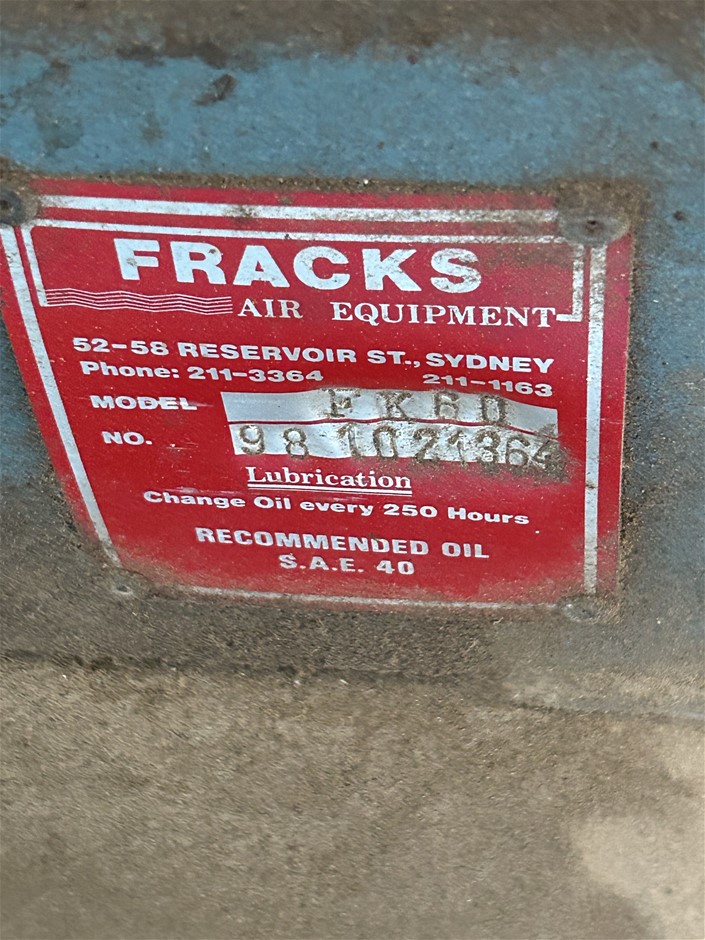 FRACKS
AIR EQUIPMENT
52-58 RESERVOIR ST., SYDNEY
Phone: 211-3364 211-1163
MODEL FK60
NO. 98 1021364
Lubrication
Change Oil every 250 Hours
RECOMMENDED OIL
S.A.E. 40